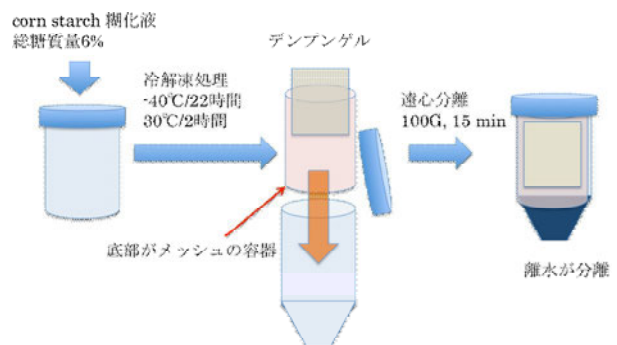 corn starch 糊化液
総糖質量6%
冷解凍処理
-40℃/22時間
30℃/2時間
デンプンゲル
遠心分離
100G, 15 min
底部がメッシュの容器
離水が分離